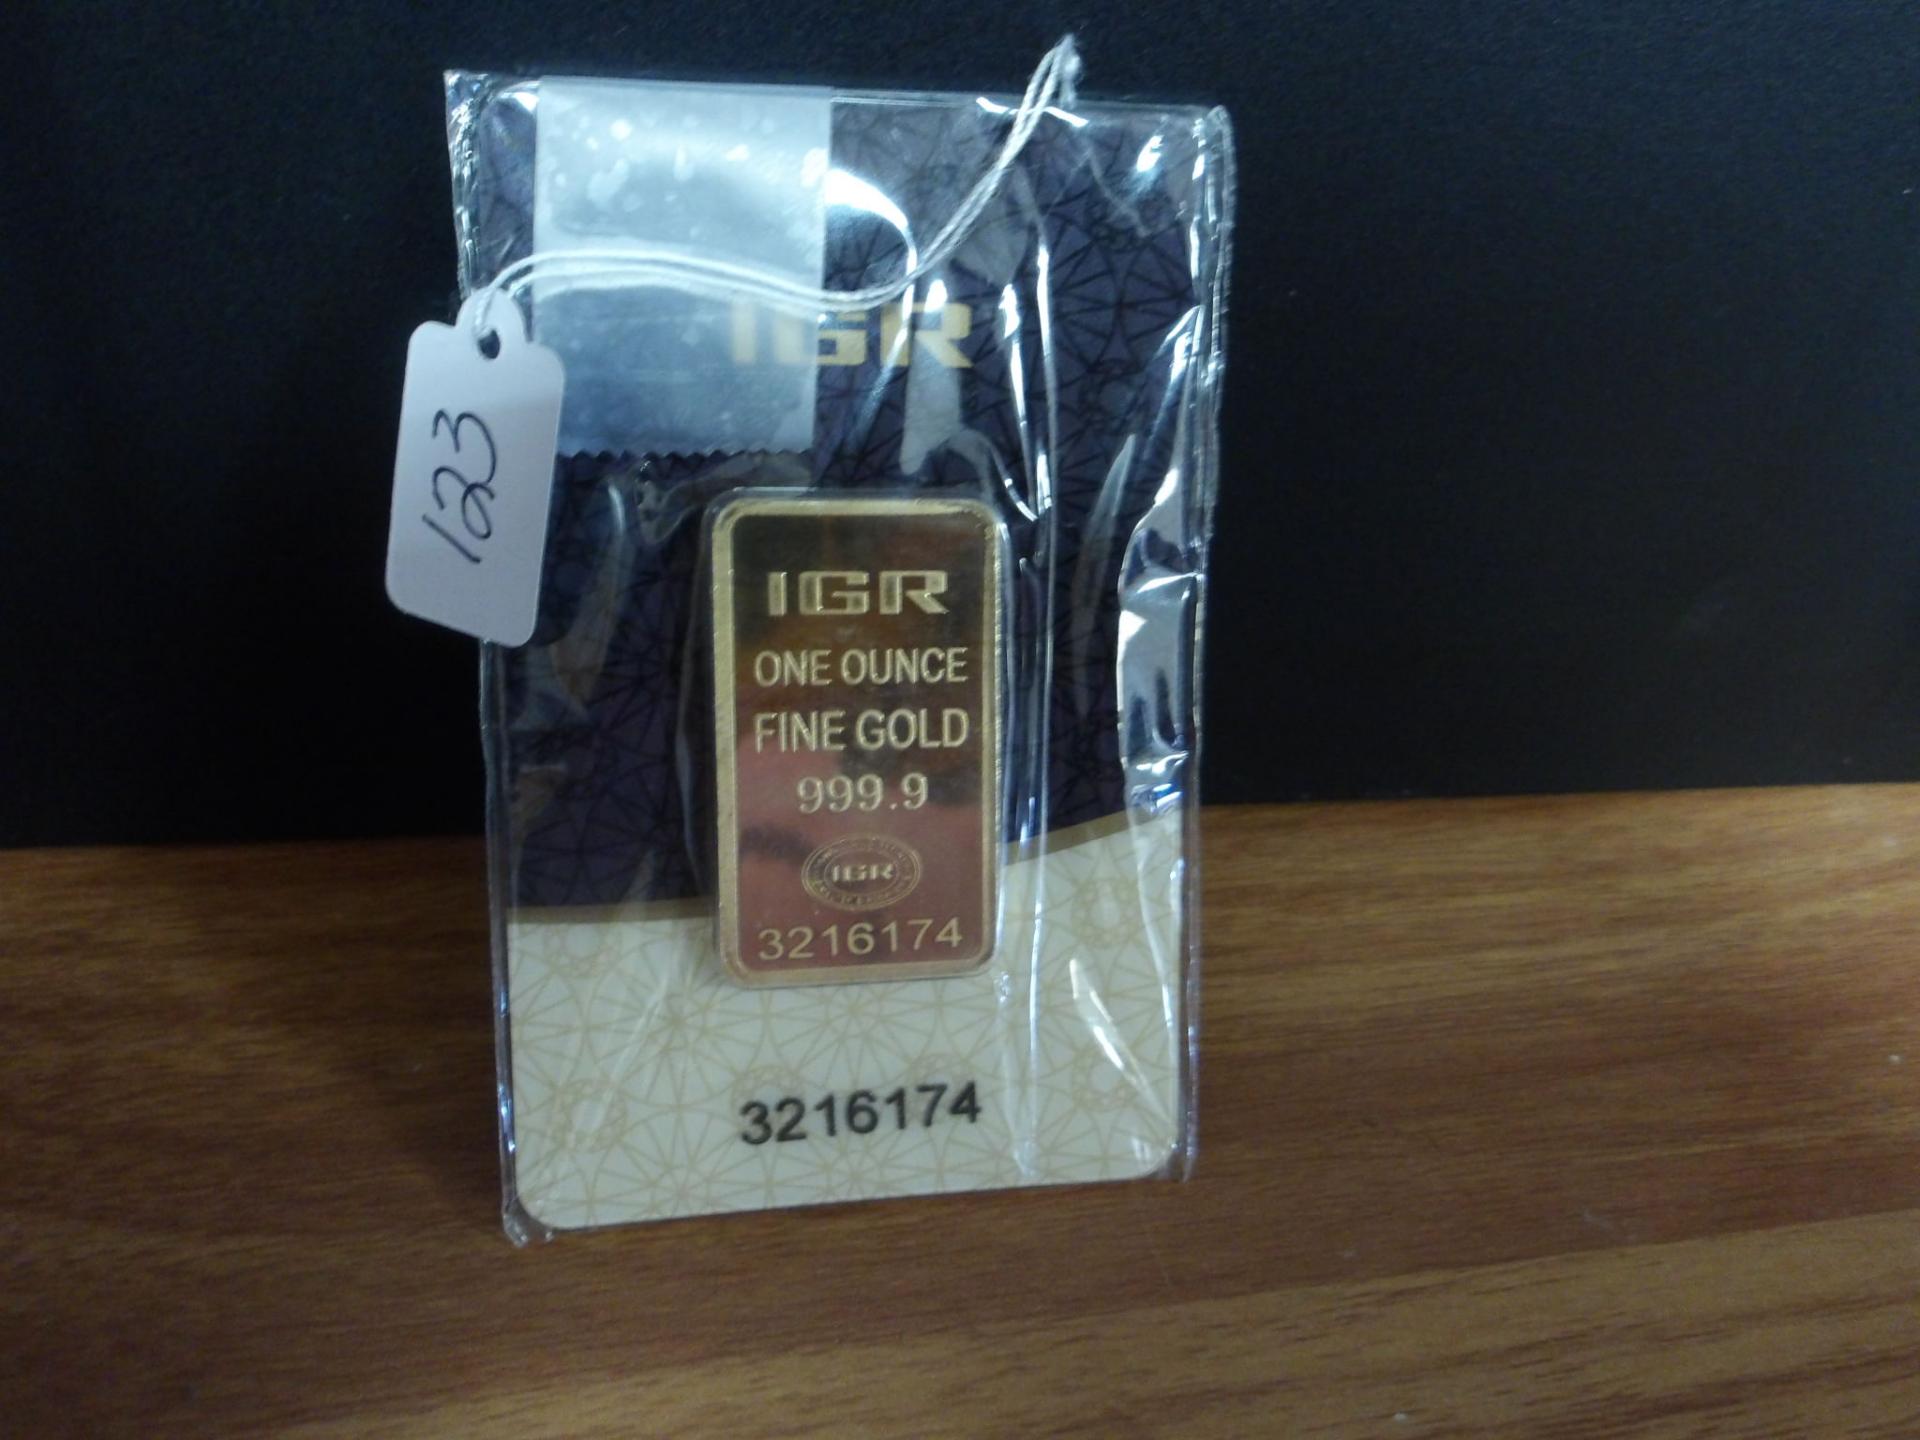 IGR
123
IGR
ONE OUNCE
FINE GOLD
999.9
IGR
3216174
3216174